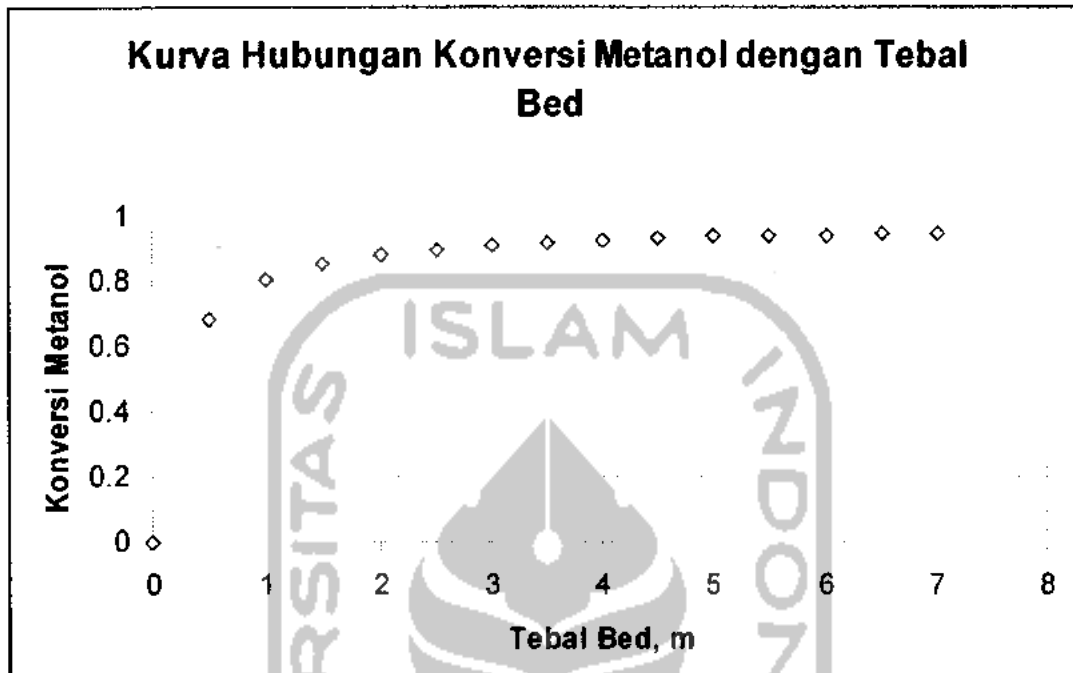 Kurva Hubungan Konversi Metanol dengan Tebal
Bed
Konversi Metanol
1
0.8
0.6
0.4
0.2
0
0 1 2 3 4 5 6 7 8
Tebal Bed, m
ISLAM